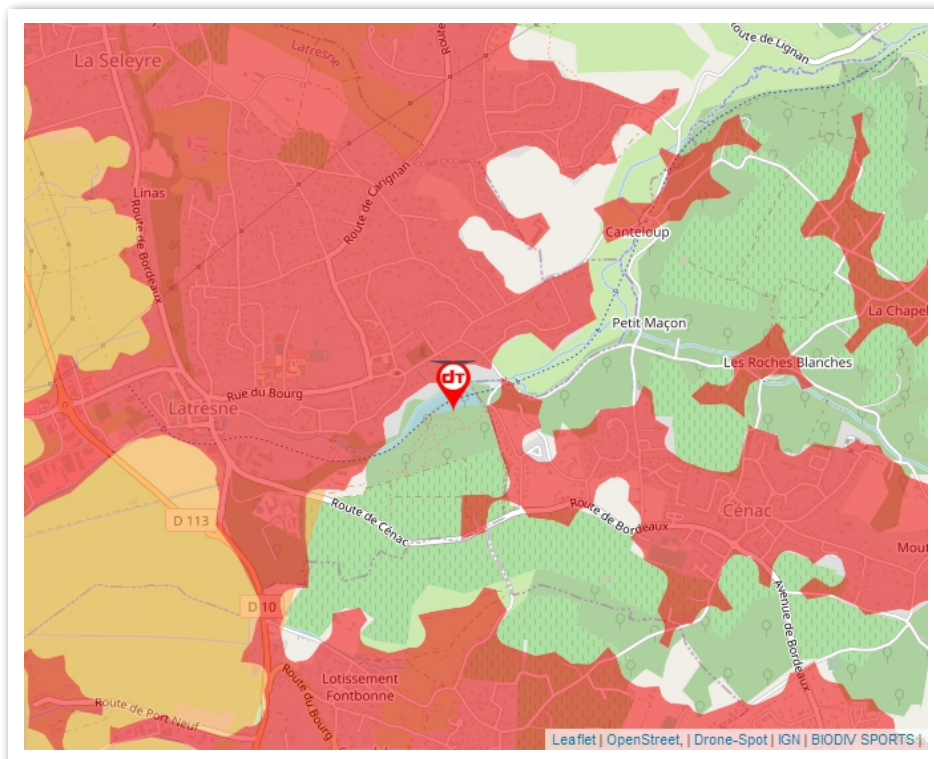 La Seleyre
Latresne
Route
Route de Lignan
Route de Carignan
Linas
Route de Bordeaux
Canteloup
La Chapel
Petit Maçon
Les Roches Blanches
dT
Rue du Bourg
Latresne
D 113
Route de Cénac
Route de Bordeaux
Cénac
Mout
D 10
Avenue de Bordeaux
Lotissement
Fontbonne
Route du Bourg
Route de Port Neuf
Leaflet | OpenStreet, | Drone-Spot | IGN | BIODIV SPORTS |